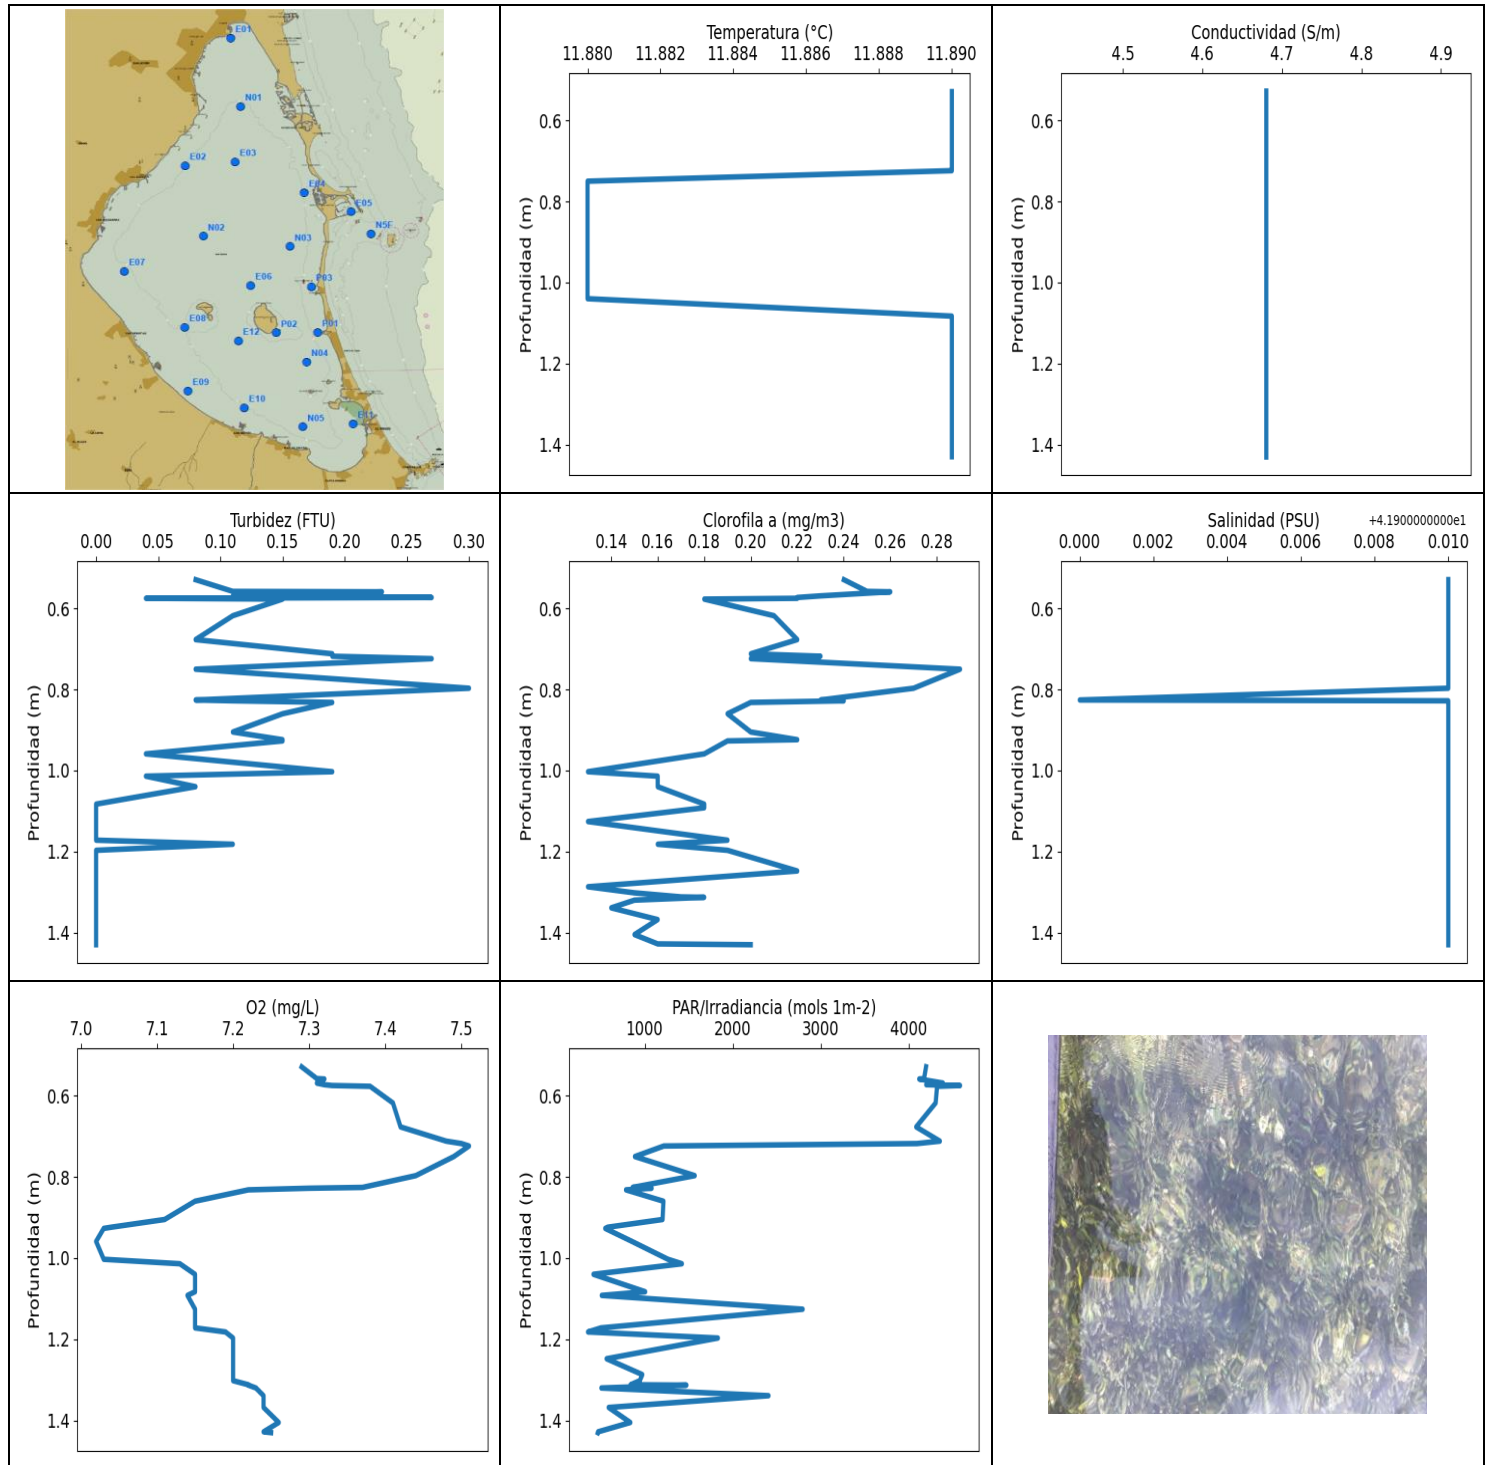 E01
N01
E02
E03
E04
E05
N5F
N02
N03
E07
E06
P03
E08
E12
P02
P01
N04
E09
E10
N05
E11
Temperatura (°C)
11.880 11.882 11.884 11.886 11.888 11.890
Profundidad (m)
0.6
0.8
1.0
1.2
1.4
Conductividad (S/m)
4.5 4.6 4.7 4.8 4.9
Profundidad (m)
0.6
0.8
1.0
1.2
1.4
Turbidez (FTU)
0.00 0.05 0.10 0.15 0.20 0.25 0.30
Profundidad (m)
0.6
0.8
1.0
1.2
1.4
Clorofila a (mg/m3)
0.14 0.16 0.18 0.20 0.22 0.24 0.26 0.28
Profundidad (m)
0.6
0.8
1.0
1.2
1.4
Salinidad (PSU) +4.1900000000e1
0.000 0.002 0.004 0.006 0.008 0.010
Profundidad (m)
0.6
0.8
1.0
1.2
1.4
O2 (mg/L)
7.0 7.1 7.2 7.3 7.4 7.5
Profundidad (m)
0.6
0.8
1.0
1.2
1.4
PAR/Irradiancia (mols 1m-2)
1000 2000 3000 4000
Profundidad (m)
0.6
0.8
1.0
1.2
1.4